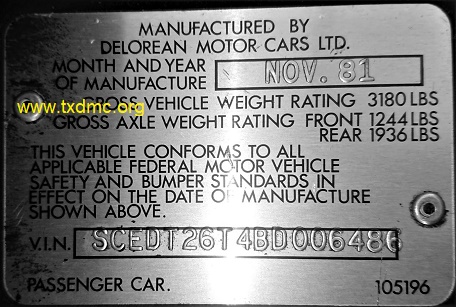 MANUFACTURED BY
DELOREAN MOTOR CARS LTD.
MONTH AND YEAR
OF MANUFACTURE NOV. 81
www.txdmc.org
GROSS VEHICLE WEIGHT RATING 3180 LBS
GROSS AXLE WEIGHT RATING FRONT 1244 LBS
REAR 1936 LBS
THIS VEHICLE CONFORMS TO ALL
APPLICABLE FEDERAL MOTOR VEHICLE
SAFETY AND BUMPER STANDARDS IN
EFFECT ON THE DATE OF MANUFACTURE
SHOWN ABOVE.
V.I.N. SCEDT26T4BD006486
PASSENGER CAR. 105196